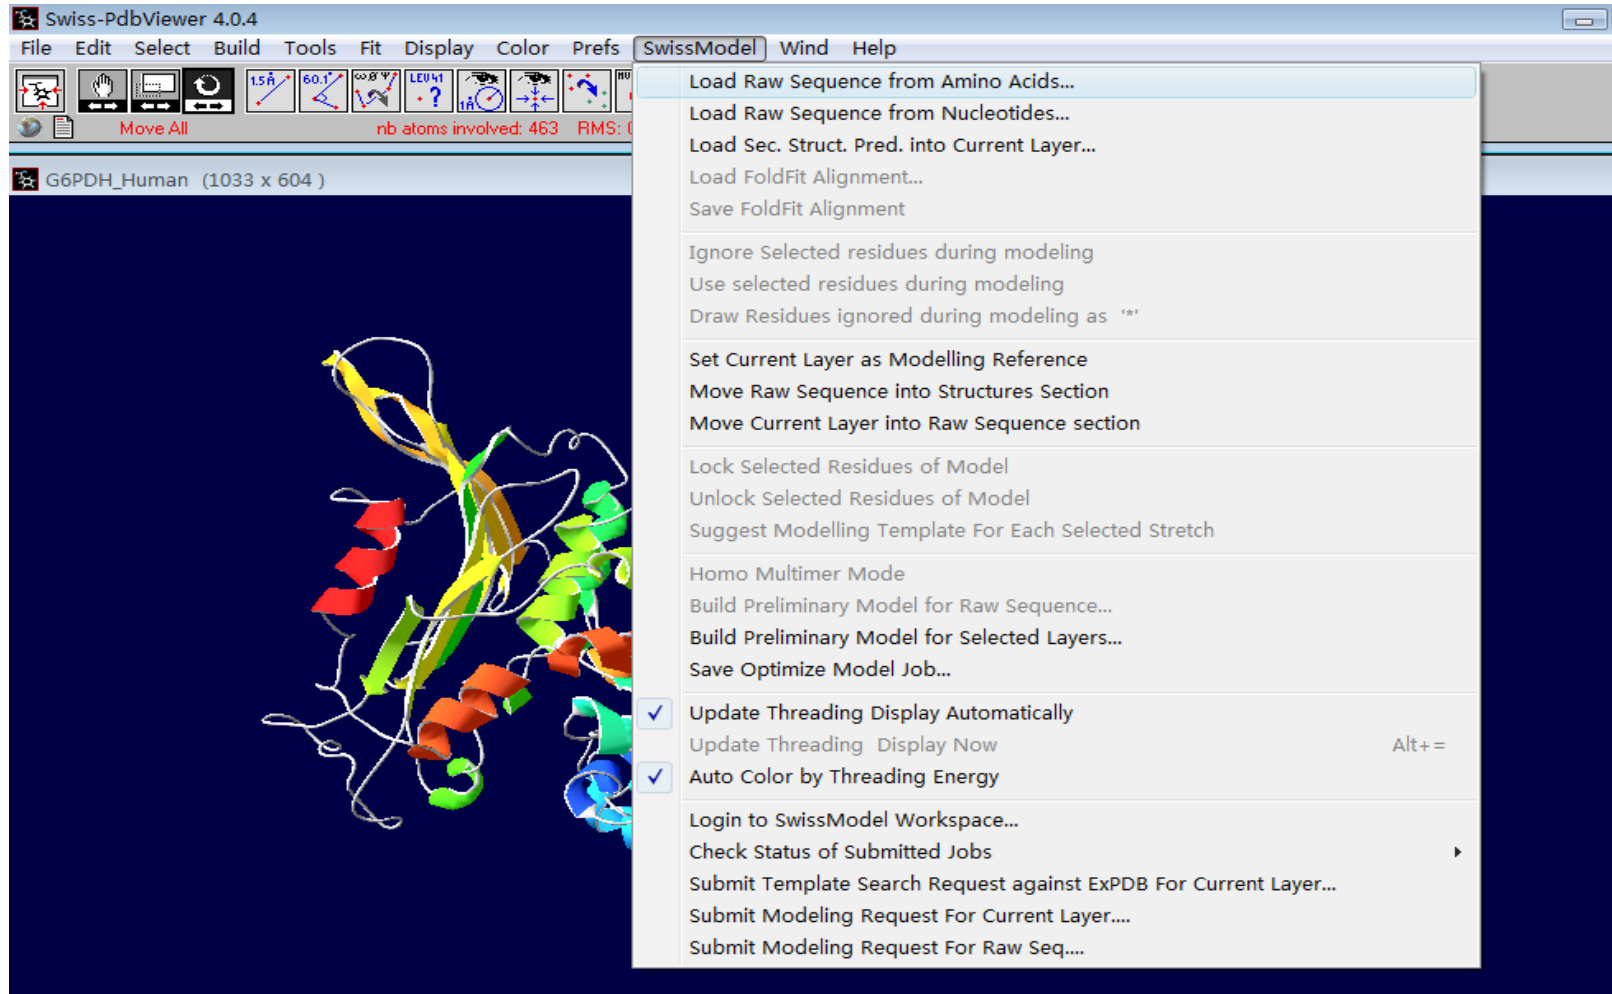 Swiss-PdbViewer 4.0.4
File Edit Select Build Tools Fit Display Color Prefs SwissModel Wind Help
1.5Å 60.1° ω,ø Ψ LEU41 ? 1Å
Move All nb atoms involved: 463 RMS:
G6PDH_Human (1033 x 604 )
Load Raw Sequence from Amino Acids...
Load Raw Sequence from Nucleotides...
Load Sec. Struct. Pred. into Current Layer...
Load FoldFit Alignment...
Save FoldFit Alignment
Ignore Selected residues during modeling
Use selected residues during modeling
Draw Residues ignored during modeling as '*'
Set Current Layer as Modelling Reference
Move Raw Sequence into Structures Section
Move Current Layer into Raw Sequence section
Lock Selected Residues of Model
Unlock Selected Residues of Model
Suggest Modelling Template For Each Selected Stretch
Homo Multimer Mode
Build Preliminary Model for Raw Sequence...
Build Preliminary Model for Selected Layers...
Save Optimize Model Job...
Update Threading Display Automatically
Update Threading Display Now Alt+=
Auto Color by Threading Energy
Login to SwissModel Workspace...
Check Status of Submitted Jobs
Submit Template Search Request against ExPDB For Current Layer...
Submit Modeling Request For Current Layer....
Submit Modeling Request For Raw Seq....